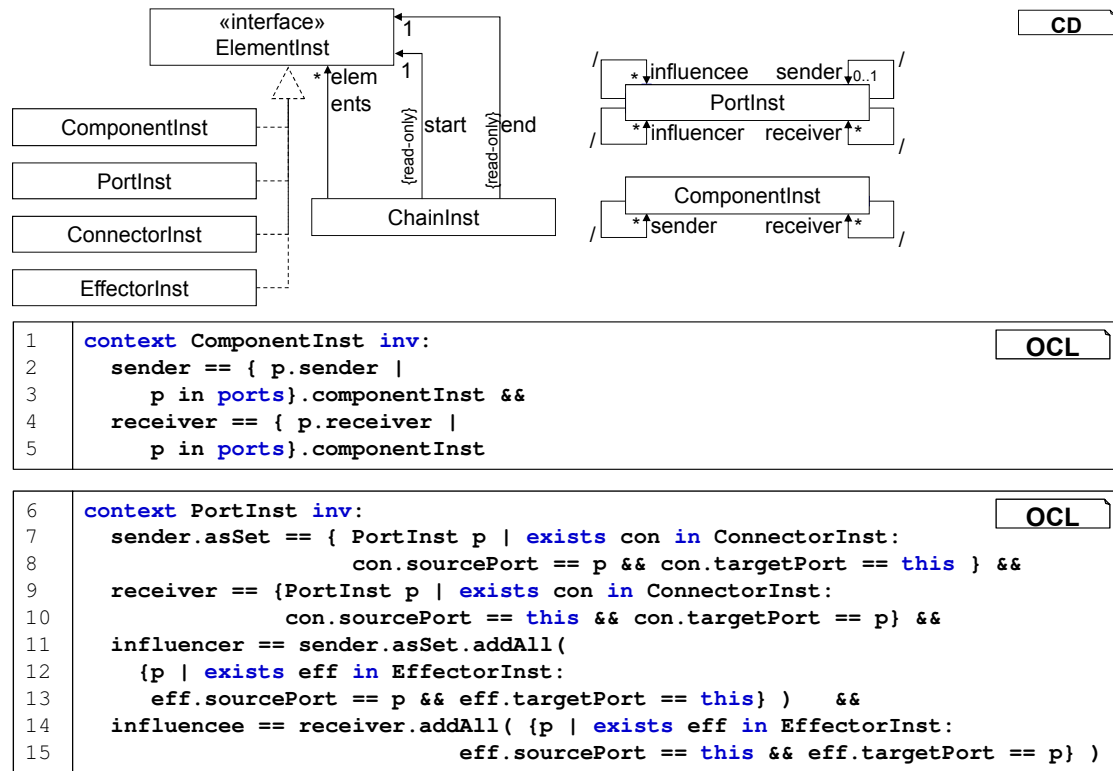 CD
«interface»
ElementInst
1
1
* elem
ents
{read-only}
start
{read-only}
end
ComponentInst
PortInst
ConnectorInst
EffectorInst
ChainInst
/ * influencee sender 0..1 /
PortInst
/ * influencer receiver * /
ComponentInst
/ * sender receiver * /
OCL
1 context ComponentInst inv:
2 sender == { p.sender |
3 p in ports}.componentInst &&
4 receiver == { p.receiver |
5 p in ports}.componentInst
OCL
6 context PortInst inv:
7 sender.asSet == { PortInst p | exists con in ConnectorInst:
8 con.sourcePort == p && con.targetPort == this } &&
9 receiver == {PortInst p | exists con in ConnectorInst:
10 con.sourcePort == this && con.targetPort == p} &&
11 influencer == sender.asSet.addAll(
12 {p | exists eff in EffectorInst:
13 eff.sourcePort == p && eff.targetPort == this} ) &&
14 influencee == receiver.addAll( {p | exists eff in EffectorInst:
15 eff.sourcePort == this && eff.targetPort == p} )